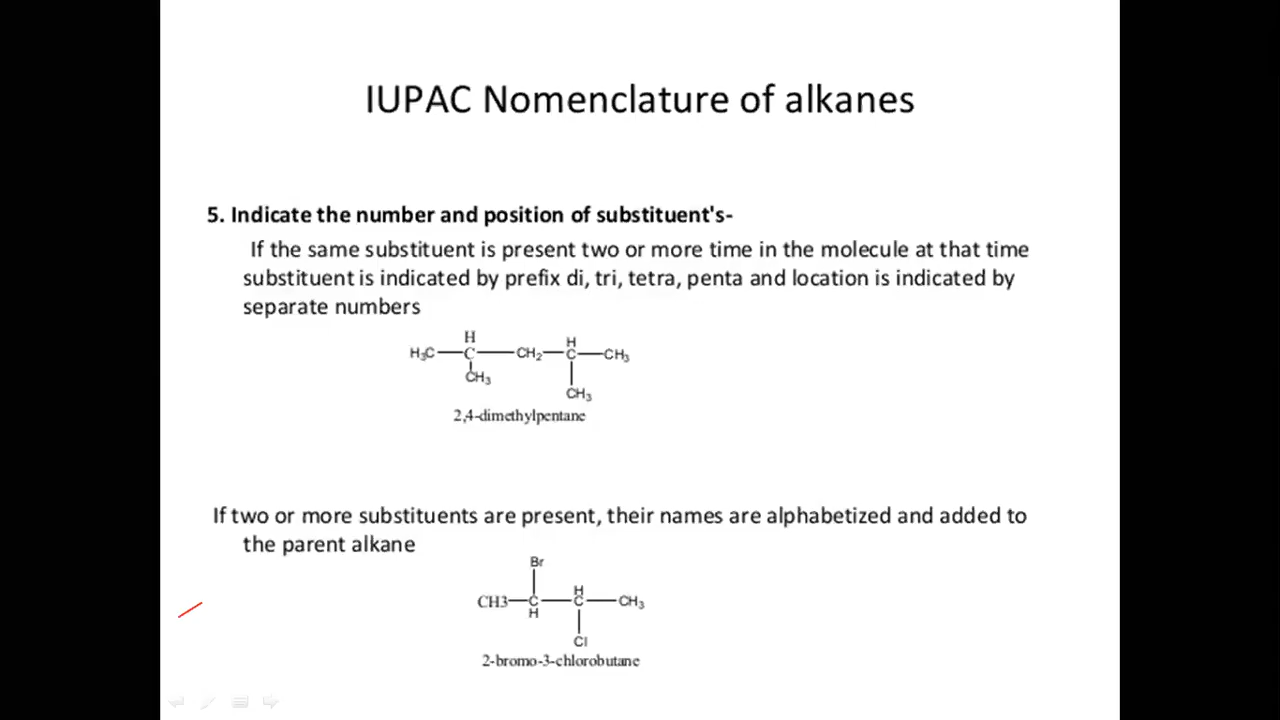 IUPAC Nomenclature of alkanes
5. Indicate the number and position of substituent's-
If the same substituent is present two or more time in the molecule at that time
substituent is indicated by prefix di, tri, tetra, penta and location is indicated by
separate numbers
H H
H₃C C CH₂ C CH₃
CH₃
CH₃
2,4-dimethylpentane
If two or more substituents are present, their names are alphabetized and added to
the parent alkane
Br
H
CH3 C C CH₃
H
Cl
2-bromo-3-chlorobutane